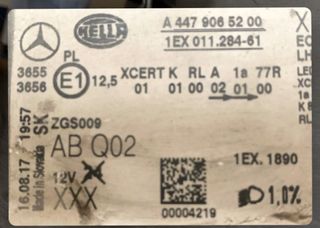 HELLA
A 447 906 52 00
1EX 011.284-61
X
PL
3655
3656
E1
12,5
XCERT K RL A 1a 77R
01 01 00 02 01 00
EC
LH
16.08.17 19:57
Made in Slovakia SK
ZGS009
AB Q02
12V
XXX
00004219
1EX. 1890
1,0%